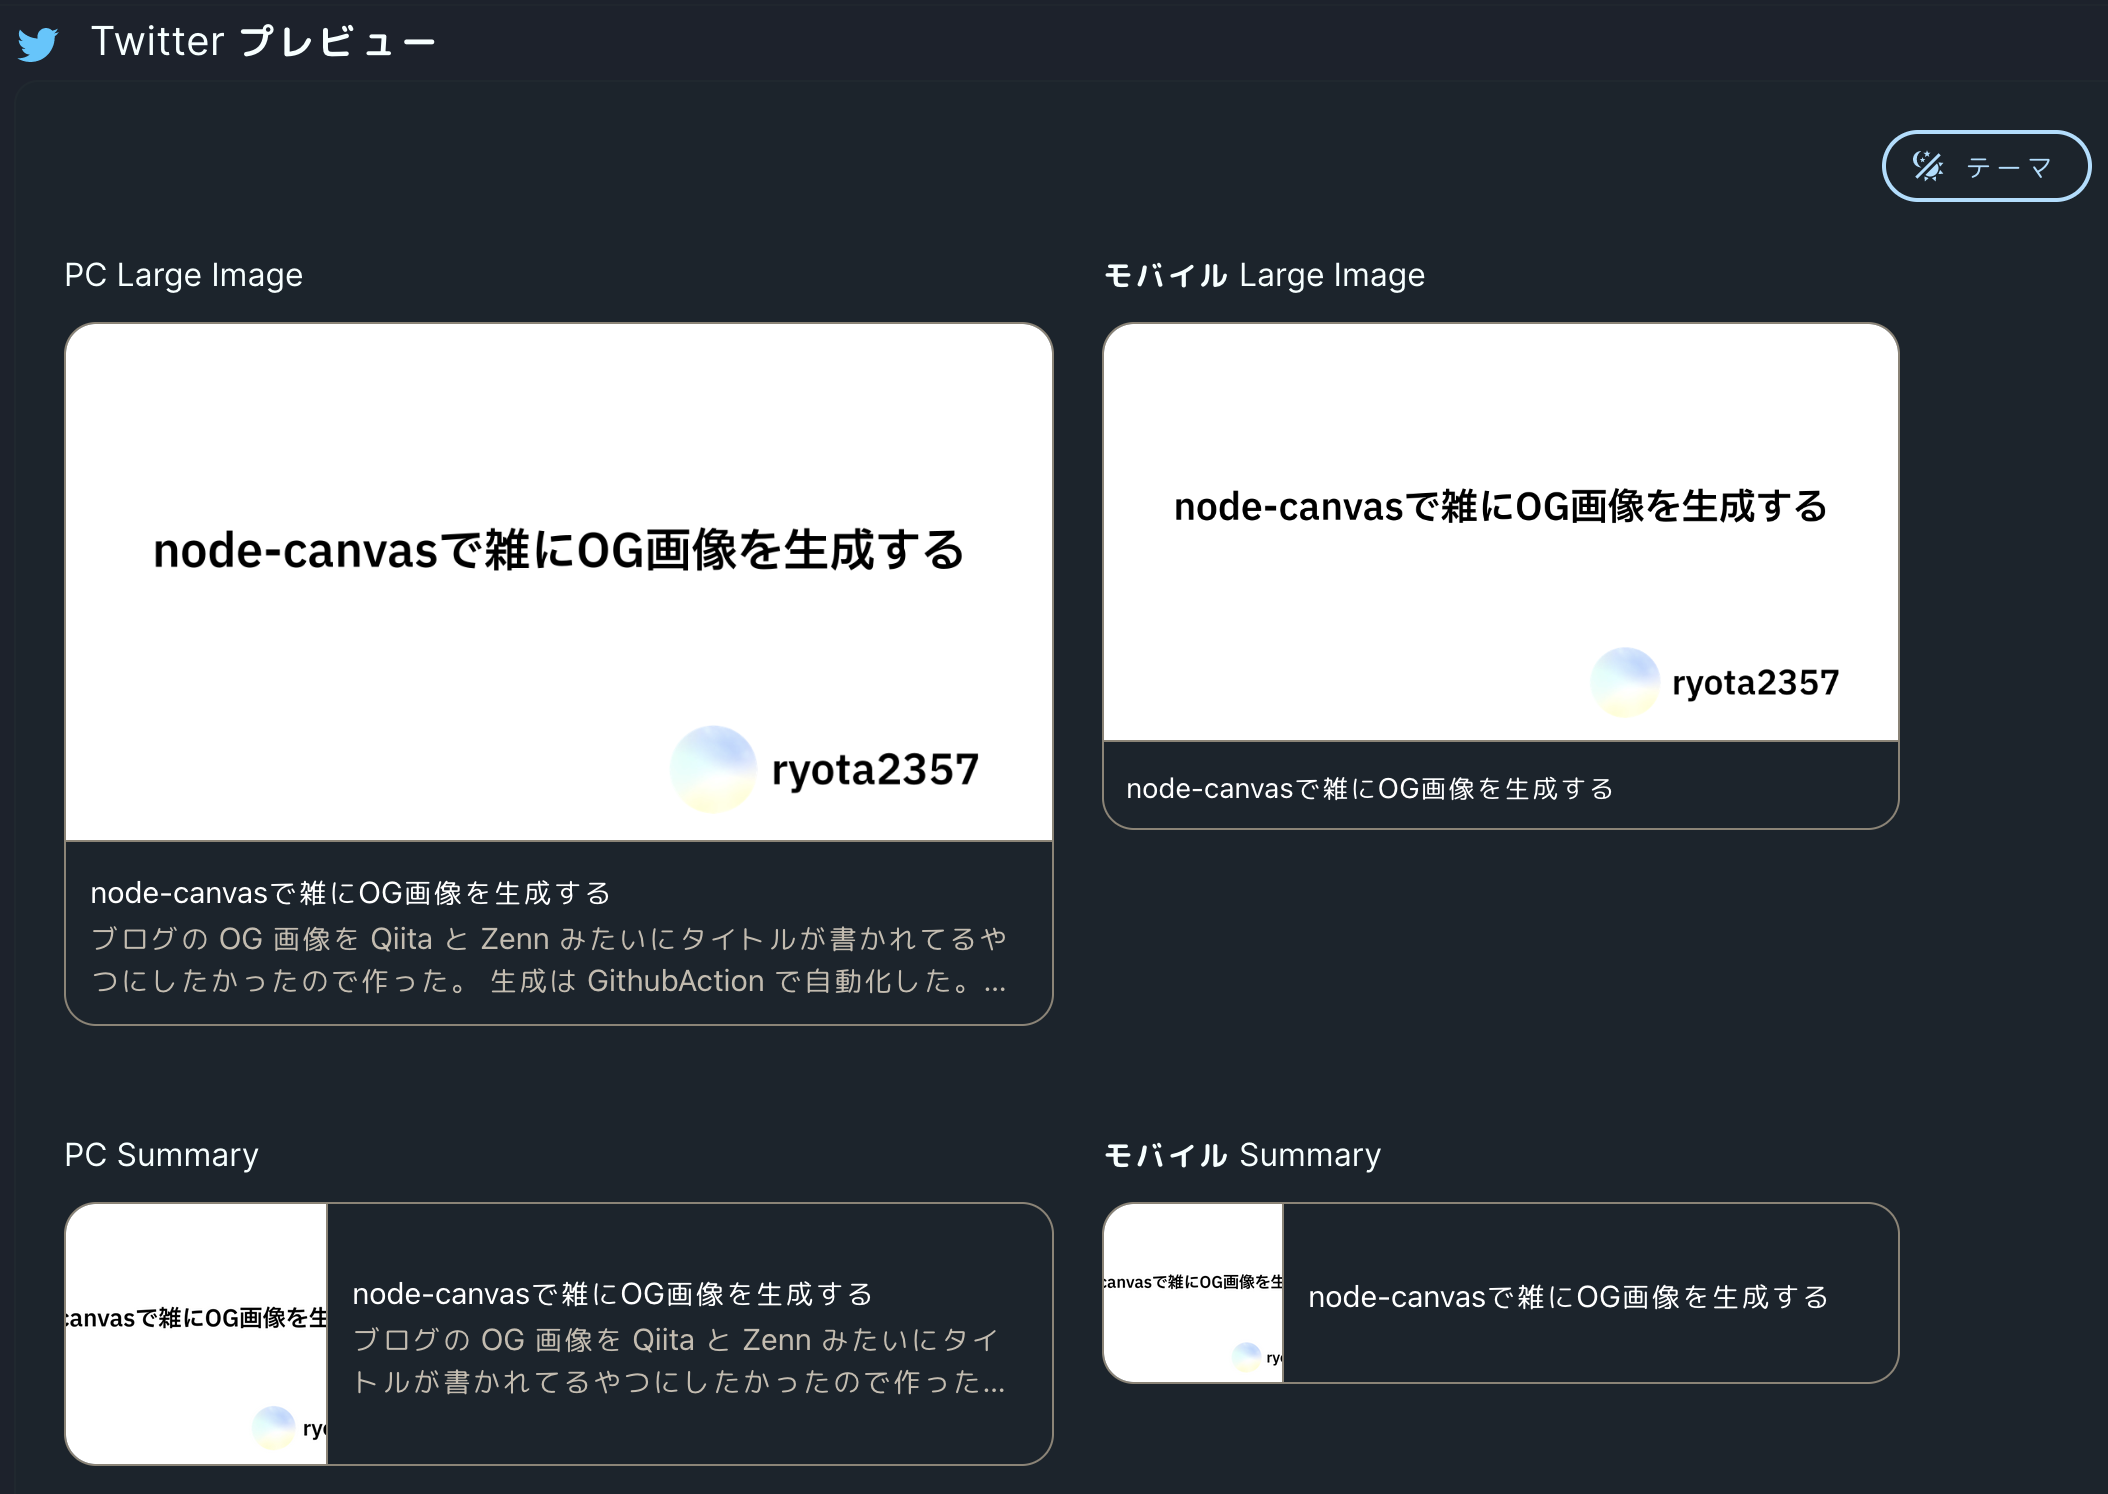 Twitter プレビュー
テーマ
PC Large Image
node-canvasで雑にOG画像を生成する
ryota2357
node-canvasで雑にOG画像を生成する
ブログの OG 画像を Qiita と Zenn みたいにタイトルが書かれてるや
つにしたかったので作った。 生成は GithubAction で自動化した。...
モバイル Large Image
node-canvasで雑にOG画像を生成する
ryota2357
node-canvasで雑にOG画像を生成する
PC Summary
canvasで雑にOG画像を生
ryo
node-canvasで雑にOG画像を生成する
ブログの OG 画像を Qiita と Zenn みたいにタイ
トルが書かれてるやつにしたかったので作った...
モバイル Summary
canvasで雑にOG画像を生
ryo
node-canvasで雑にOG画像を生成する